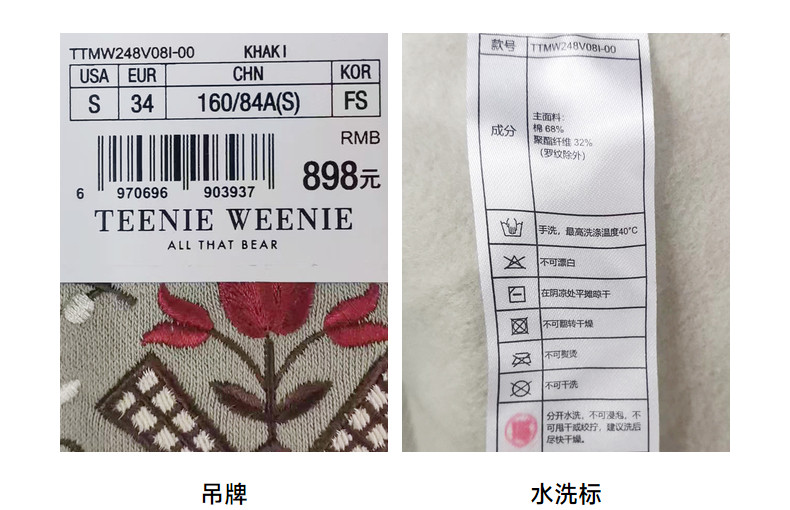 TTMW248V08I-00 KHAKI
USA EUR CHN KOR
S 34 160/84A(S) FS
RMB
898元
6 970696 903937
TEENIE WEENIE
ALL THAT BEAR
吊牌
款号 TTMW248V08I-00
成分
主面料:
棉 68%
聚酯纤维 32%
(罗纹除外)
手洗，最高洗涤温度40°C
不可漂白
在阴凉处平摊晾干
不可翻转干燥
不可熨烫
不可干洗
分开水洗，不可浸泡，不
可甩干或绞拧，建议洗后
尽快干燥。
水洗标